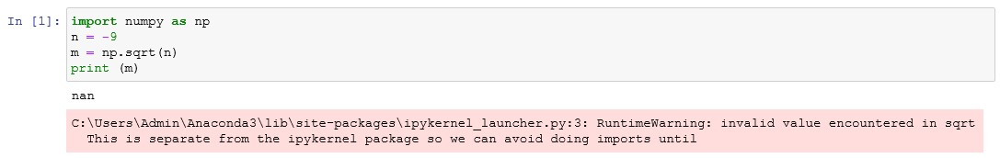 In [1]: import numpy as np
n = -9
m = np.sqrt(n)
print (m)
nan
C:\Users\Admin\Anaconda3\lib\site-packages\ipykernel_launcher.py:3: RuntimeWarning: invalid value encountered in sqrt
  This is separate from the ipykernel package so we can avoid doing imports until